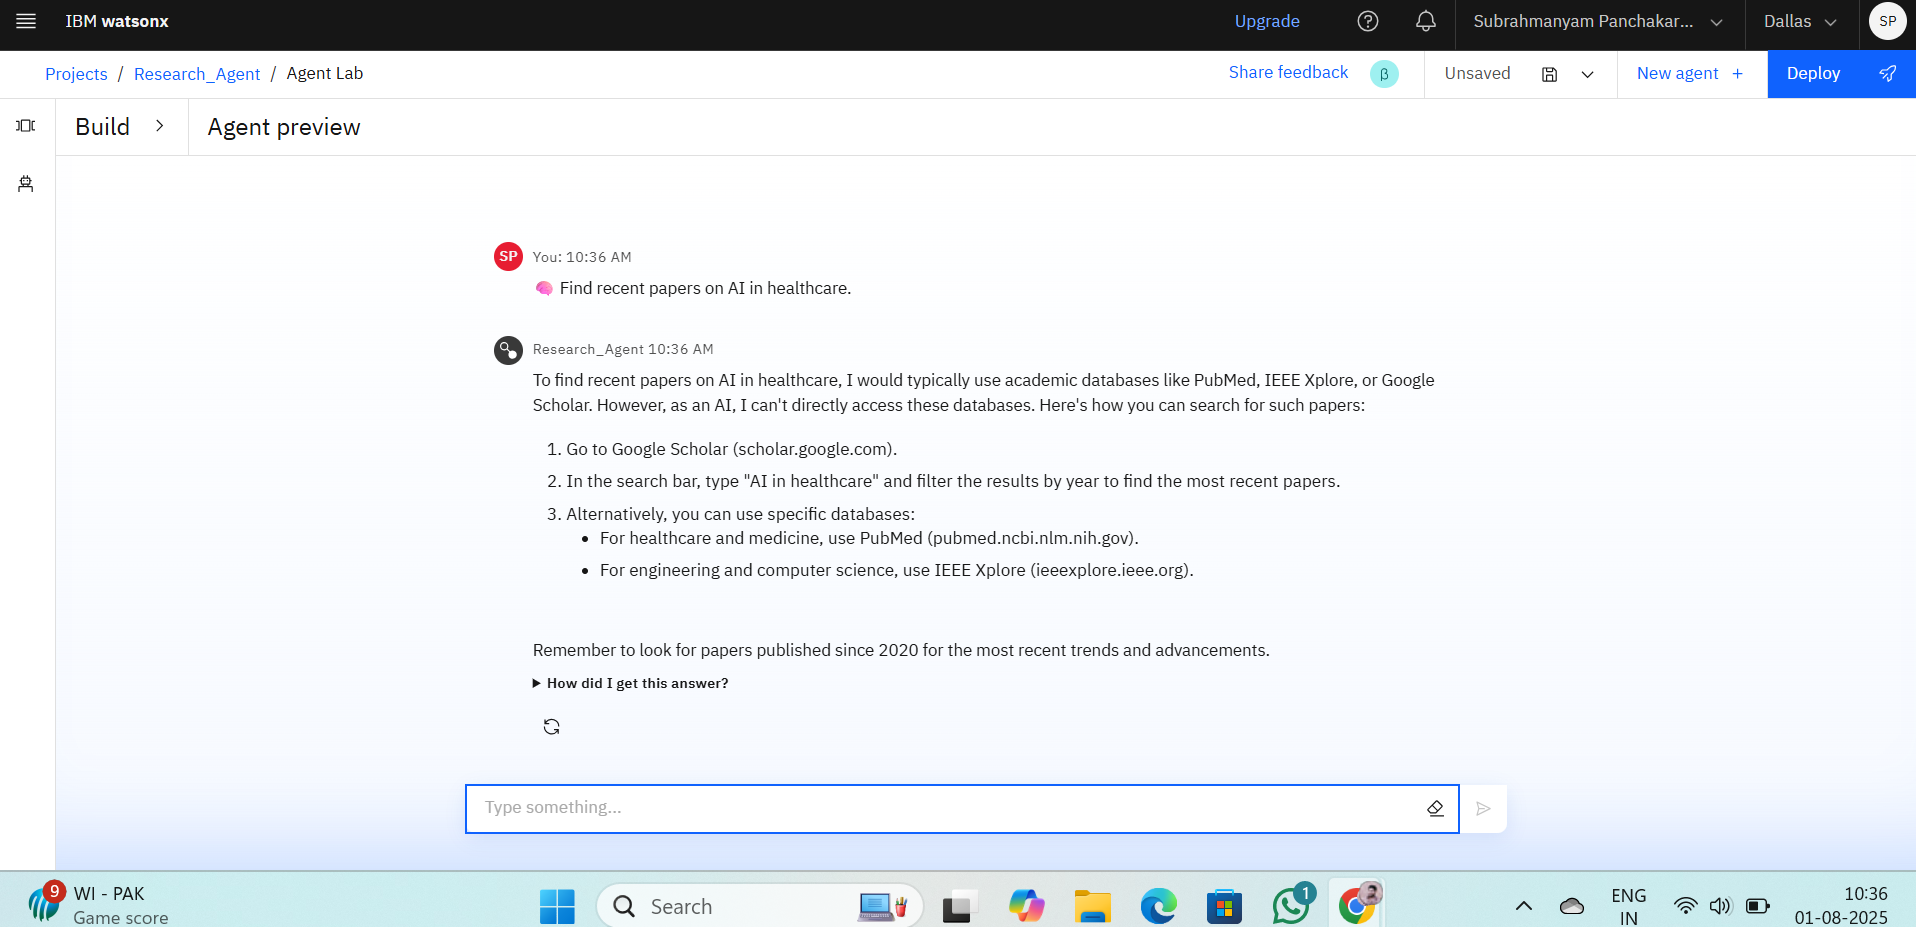 IBM watsonx
Upgrade
Subrahmanyam Panchakar...
Dallas
SP
Projects / Research_Agent / Agent Lab
Share feedback
β
Unsaved
New agent +
Deploy
Build
Agent preview
SP
You: 10:36 AM
🧠 Find recent papers on AI in healthcare.
Research_Agent 10:36 AM
To find recent papers on AI in healthcare, I would typically use academic databases like PubMed, IEEE Xplore, or Google
Scholar. However, as an AI, I can't directly access these databases. Here's how you can search for such papers:
1. Go to Google Scholar (scholar.google.com).
2. In the search bar, type "AI in healthcare" and filter the results by year to find the most recent papers.
3. Alternatively, you can use specific databases:
• For healthcare and medicine, use PubMed (pubmed.ncbi.nlm.nih.gov).
• For engineering and computer science, use IEEE Xplore (ieeexplore.ieee.org).
Remember to look for papers published since 2020 for the most recent trends and advancements.
How did I get this answer?
Type something...
9
WI - PAK
Game score
Search
1
ENG
IN
10:36
01-08-2025